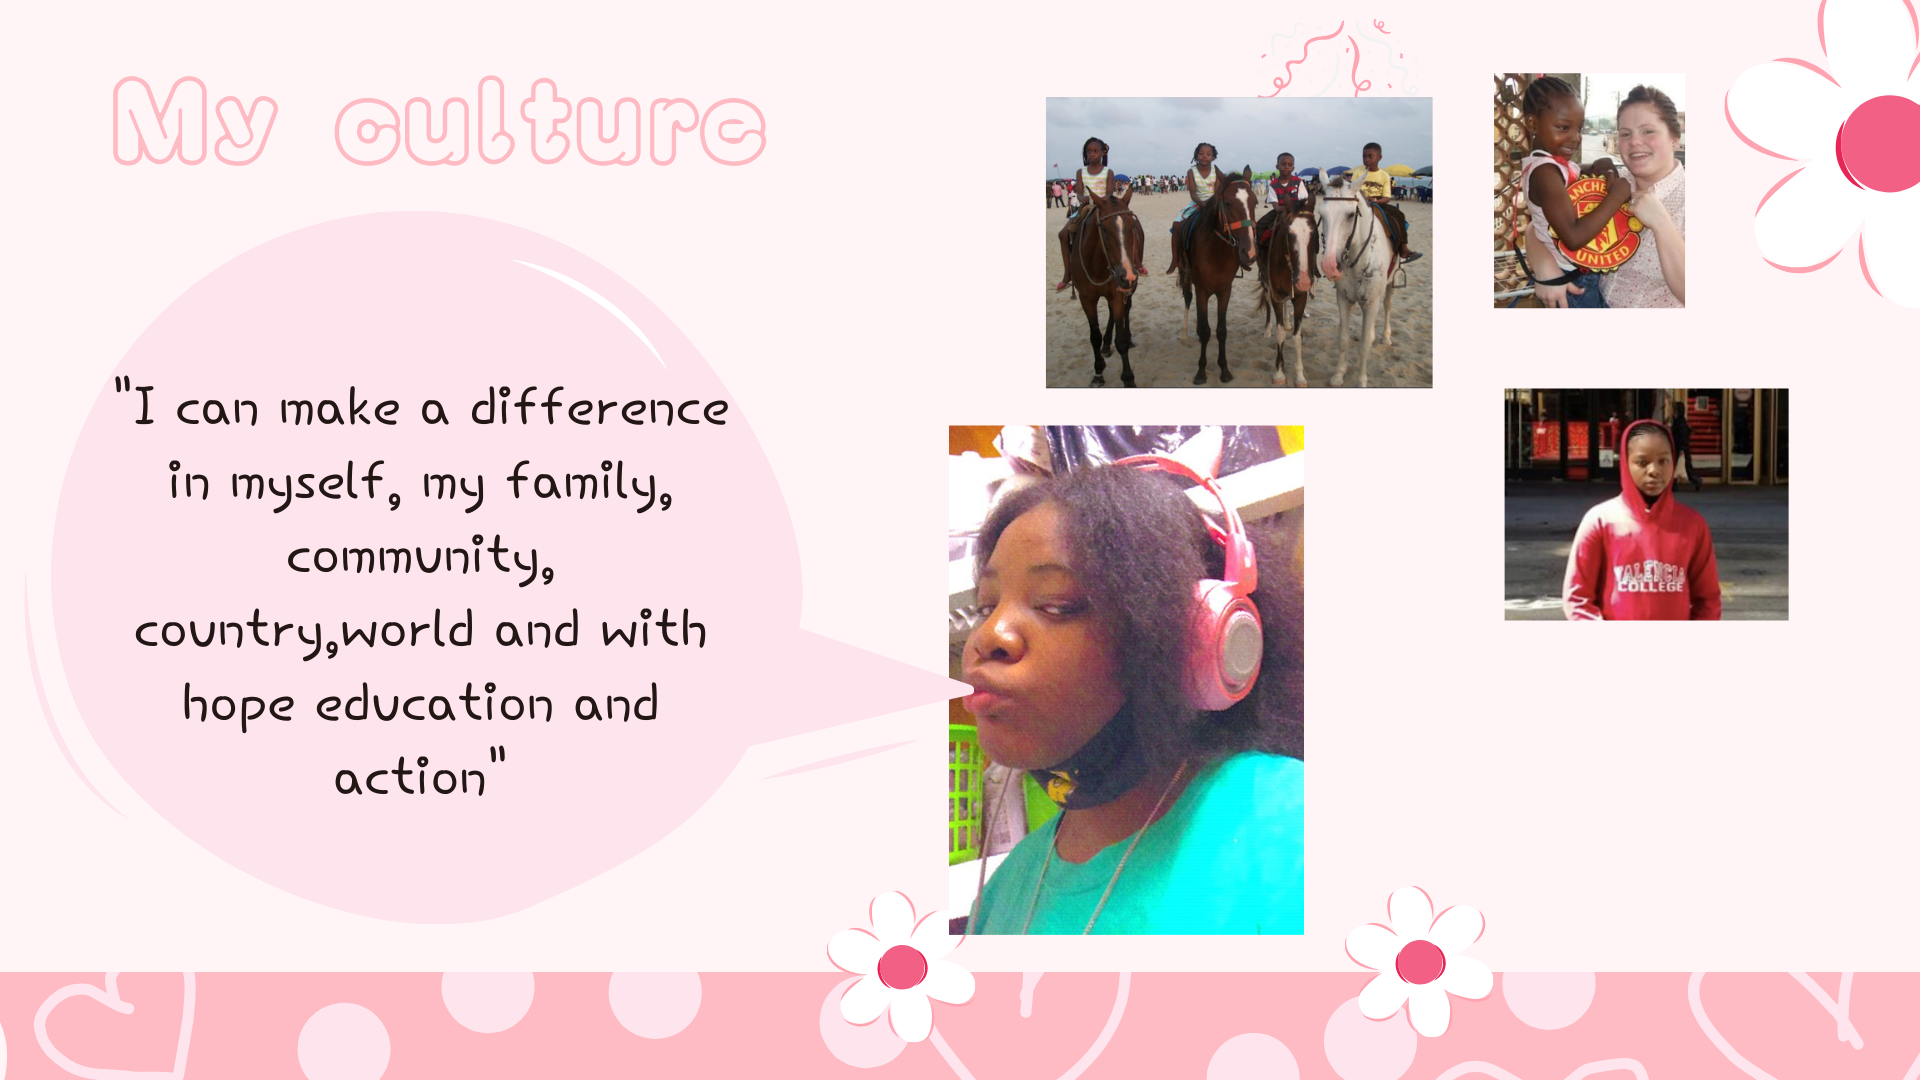 My culture
"I can make a difference
in myself, my family,
community,
country,world and with
hope education and
action"
UNITED
VALENCIA
COLLEGE